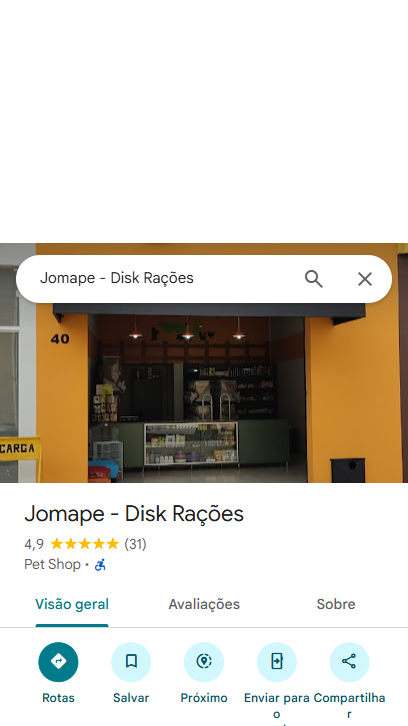 Jomape - Disk Rações
40
CARGA
Jomape - Disk Rações
4,9 (31)
Pet Shop ·
Visão geral Avaliações Sobre
Rotas Salvar Próximo Enviar para o Compartilhar